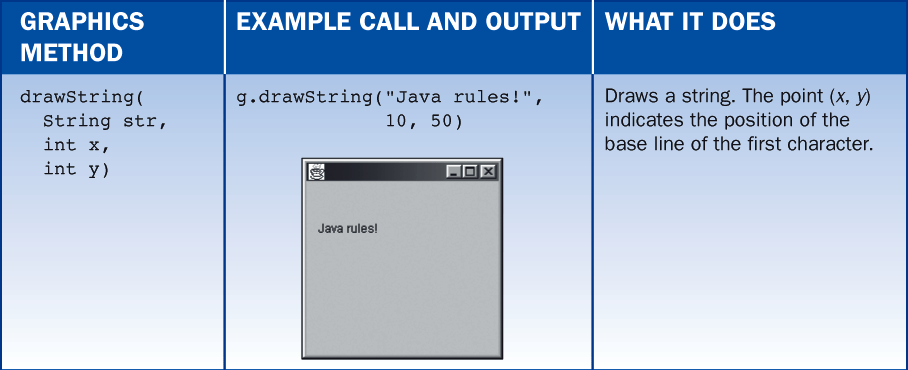 GRAPHICS
METHOD
EXAMPLE CALL AND OUTPUT
WHAT IT DOES
drawString(
String str,
int x,
int y)
g.drawString("Java rules!",
10, 50)
Java rules!
Draws a string. The point (x, y)
indicates the position of the
base line of the first character.